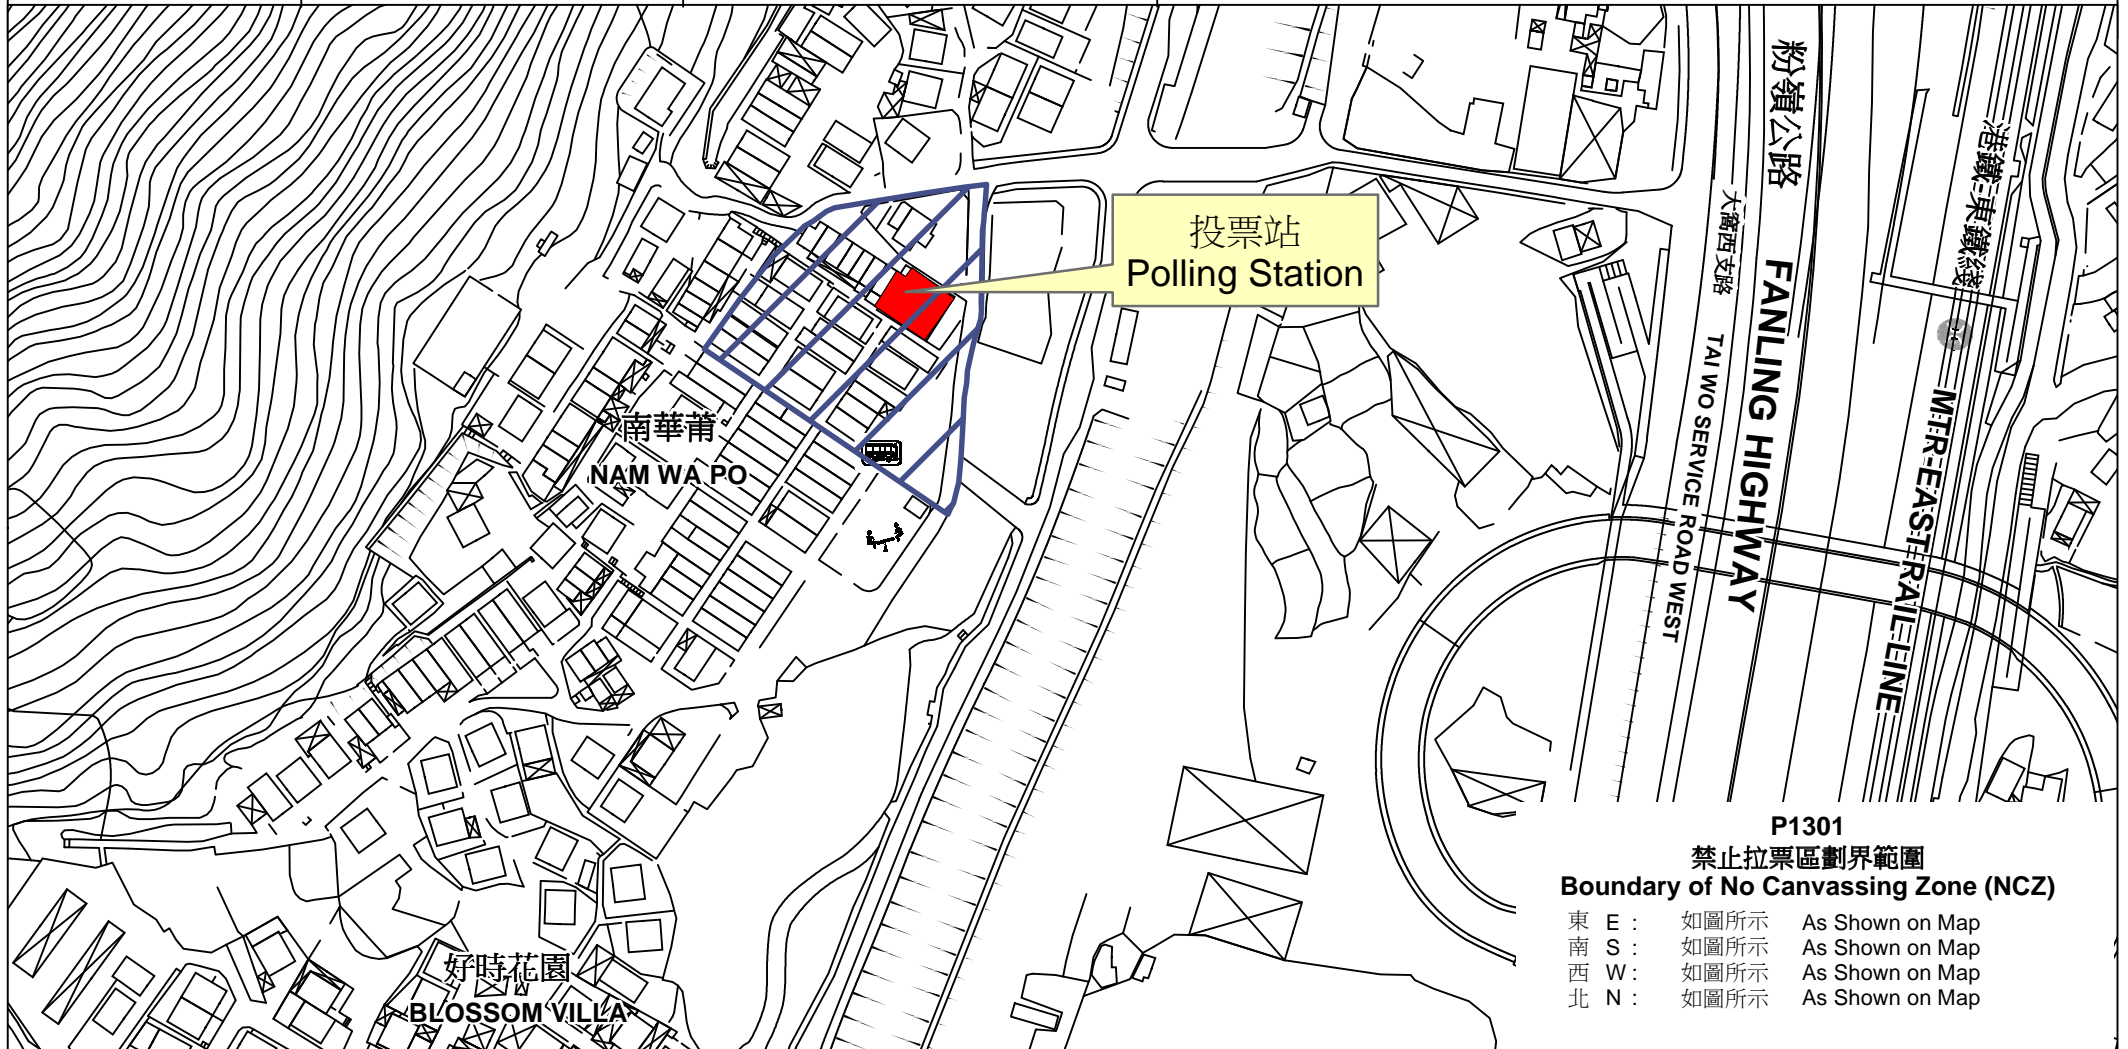 粉嶺公路
FANLING HIGHWAY
大窩西支路
TAI WO SERVICE ROAD WEST
港鐵-東鐵綫
MTR-EAST RAIL LINE
投票站
Polling Station
南華莆
NAM WA PO
好時花園
BLOSSOM VILLA
P1301
禁止拉票區劃界範圍
Boundary of No Canvassing Zone (NCZ)
東 E : 如圖所示 As Shown on Map
南 S : 如圖所示 As Shown on Map
西 W : 如圖所示 As Shown on Map
北 N : 如圖所示 As Shown on Map